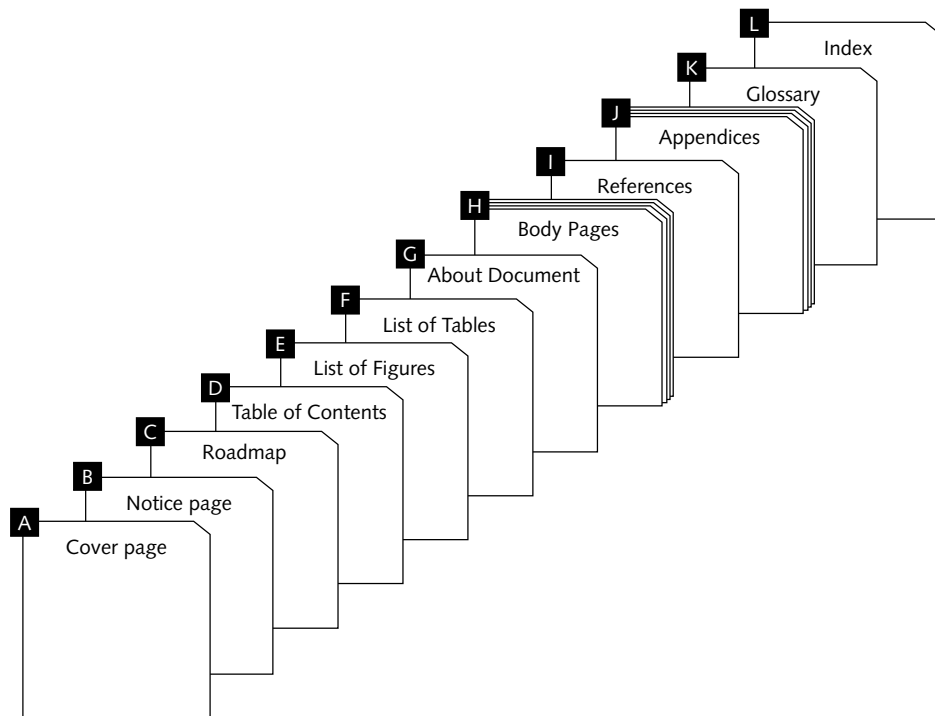 L
Index
K
Glossary
J
Appendices
I
References
H
Body Pages
G
About Document
F
List of Tables
E
List of Figures
D
Table of Contents
C
Roadmap
B
Notice page
A
Cover page